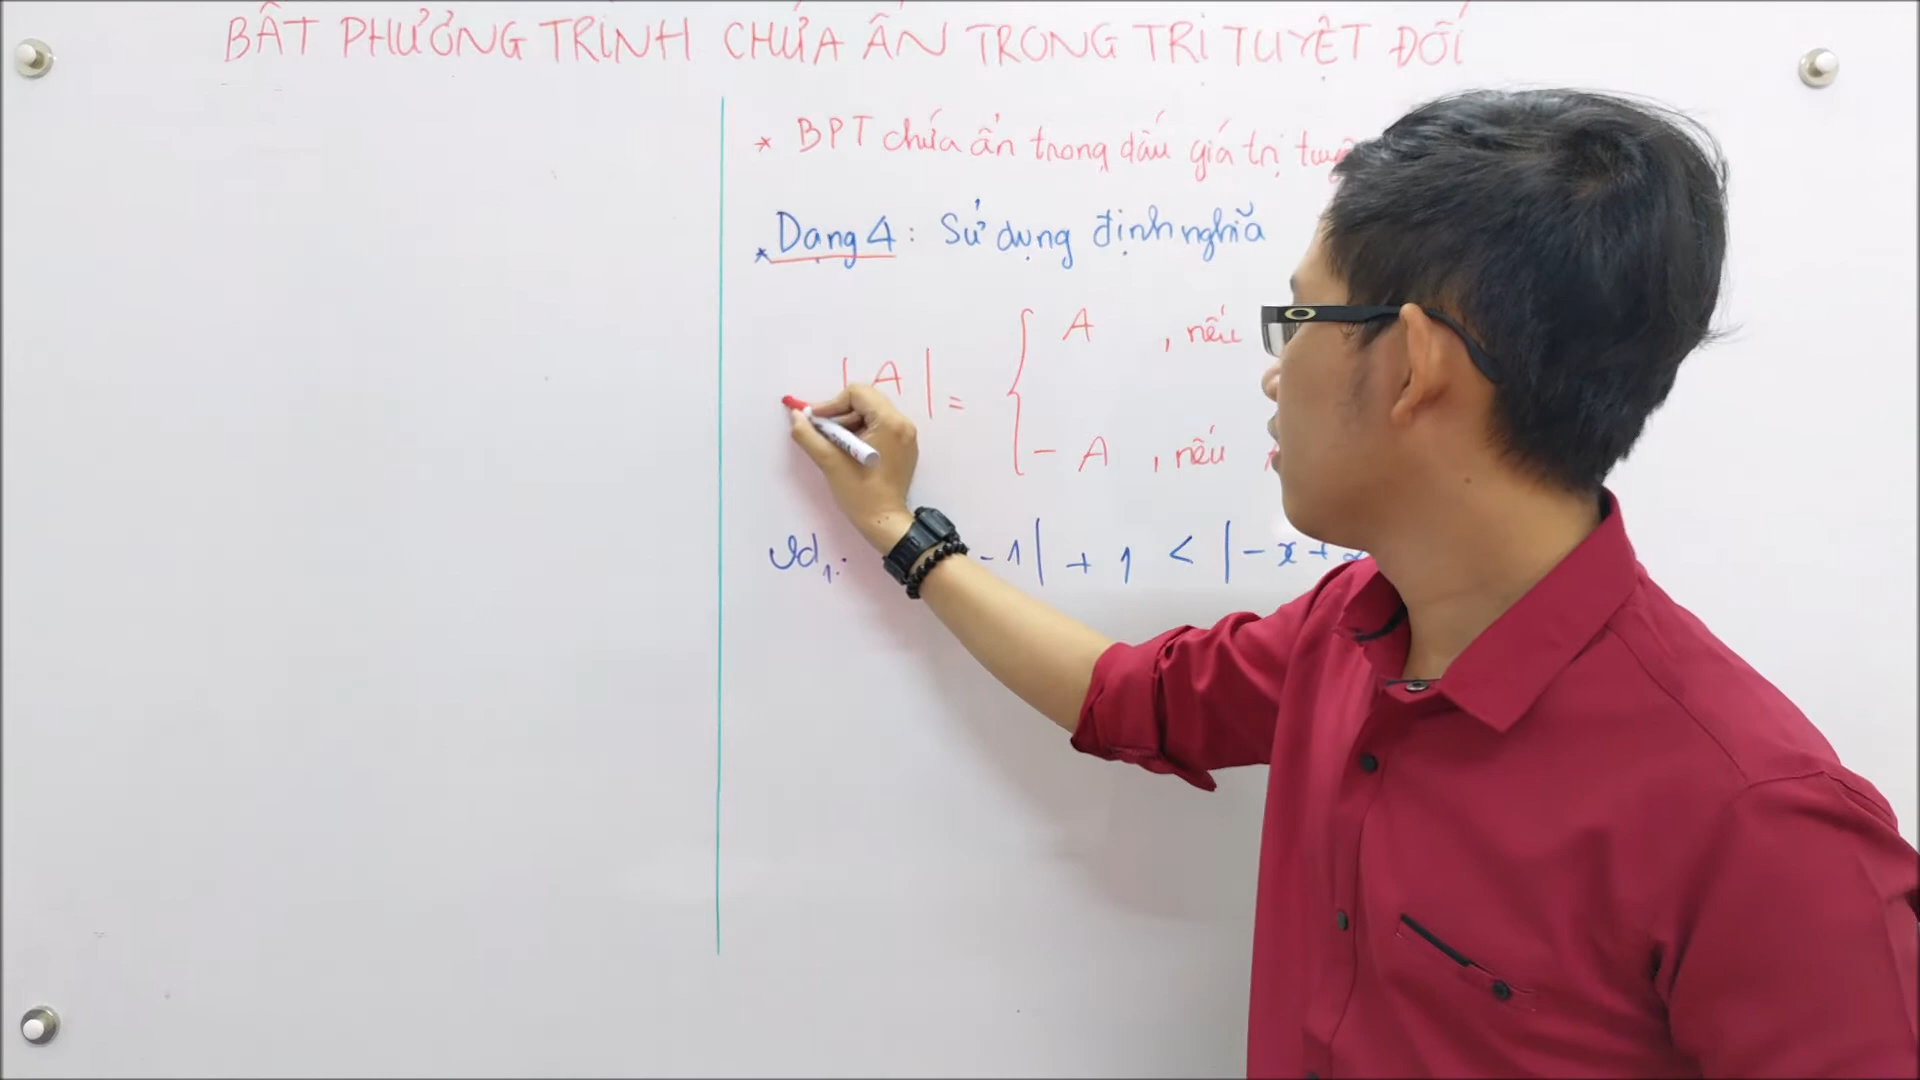 BẤT PHƯƠNG TRÌNH CHỨA ẨN TRONG TRỊ TUYỆT ĐỐI
* BPT chứa ẩn trong dấu giá trị
* Dạng 4: Sử dụng định nghĩa
A , nếu
| A | =
- A , nếu
Vd1: - 1 | + 1 < | - x +